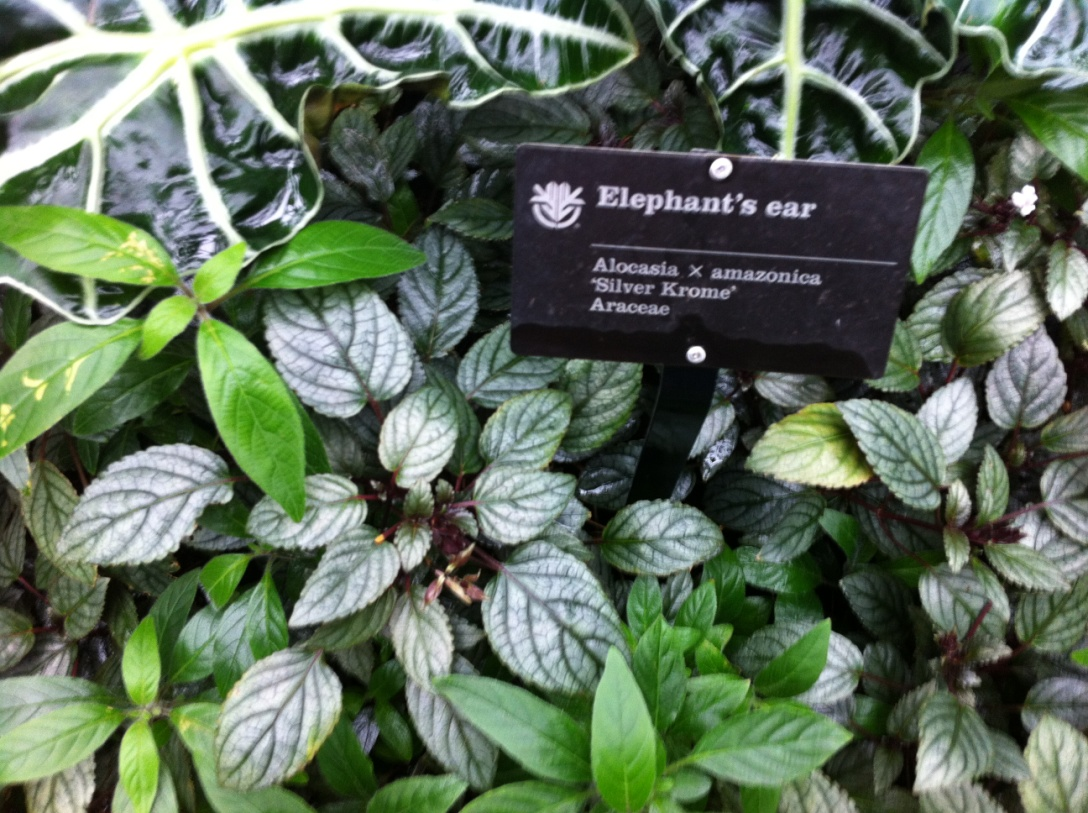 Elephant's ear
Alocasia × amazonica
'Silver Krome'
Araceae